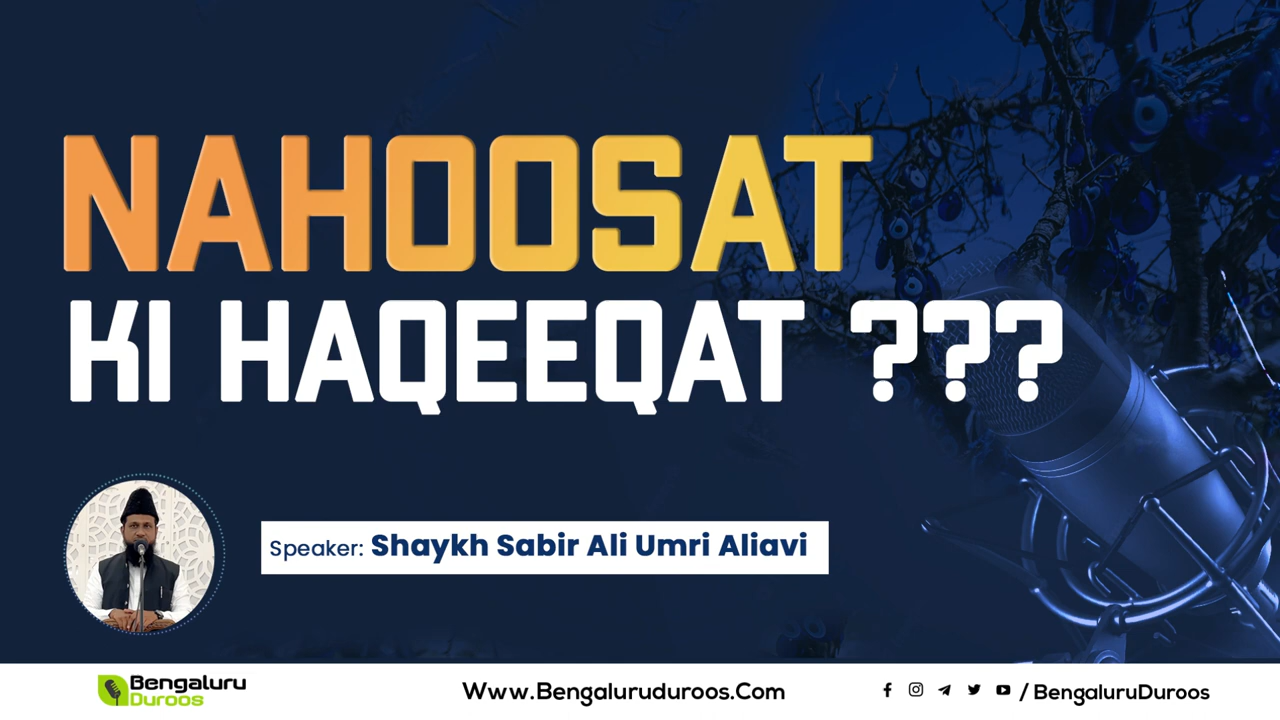 NAHOOSAT
KI HAQEEQAT ???
Speaker: Shaykh Sabir Ali Umri Aliavi
Bengaluru
Duroos
Www.Bengaluruduroos.Com
/ BengaluruDuroos